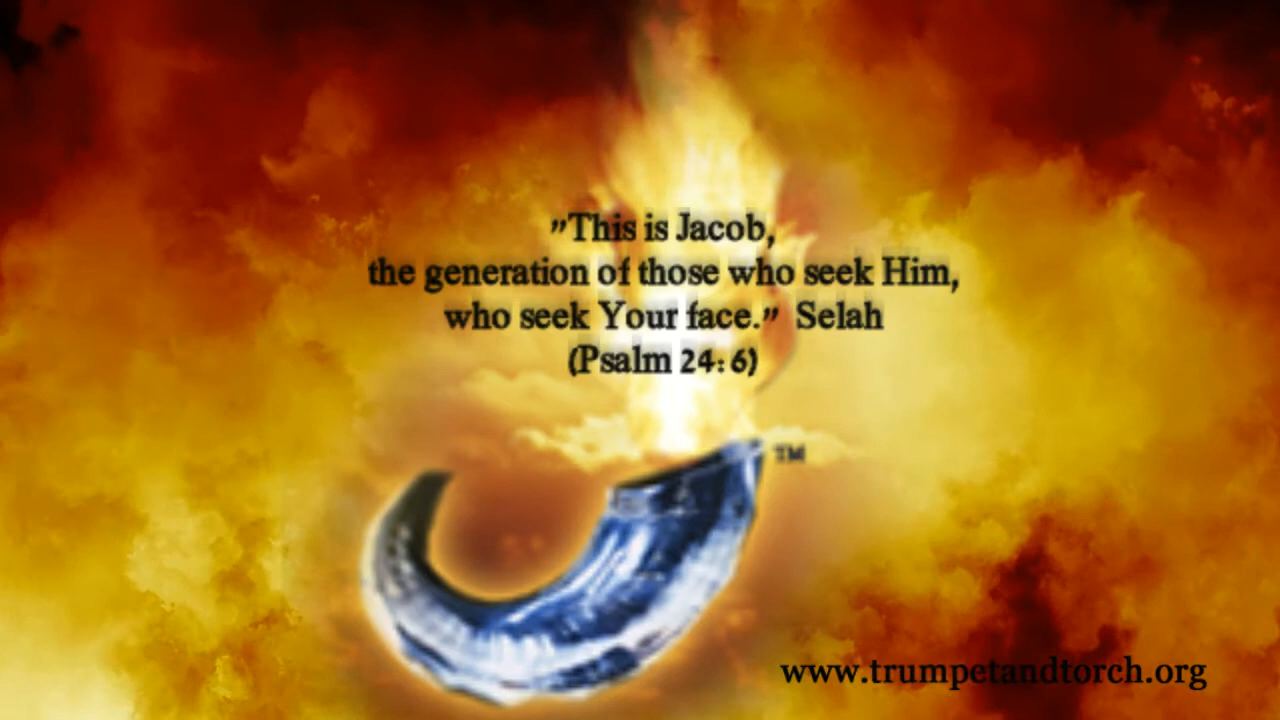 "This is Jacob,
the generation of those who seek Him,
who seek Your face." Selah
(Psalm 24:6)
TM
www.trumpetandtorch.org